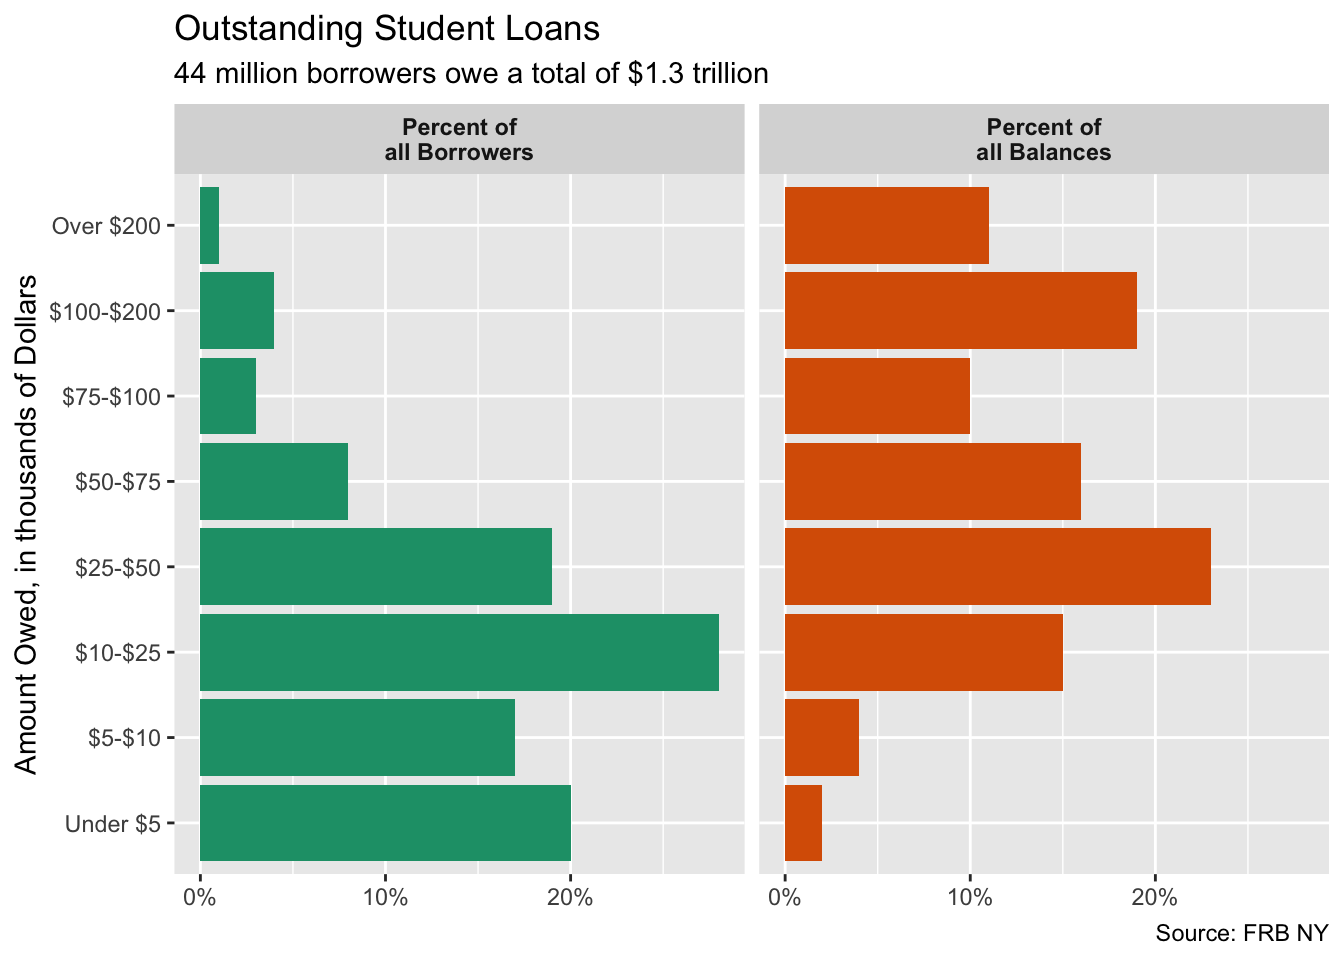 Outstanding Student Loans
44 million borrowers owe a total of $1.3 trillion
Percent of
all Borrowers
Percent of
all Balances
Amount Owed, in thousands of Dollars
Over $200
$100-$200
$75-$100
$50-$75
$25-$50
$10-$25
$5-$10
Under $5
0%
10%
20%
0%
10%
20%
Source: FRB NY